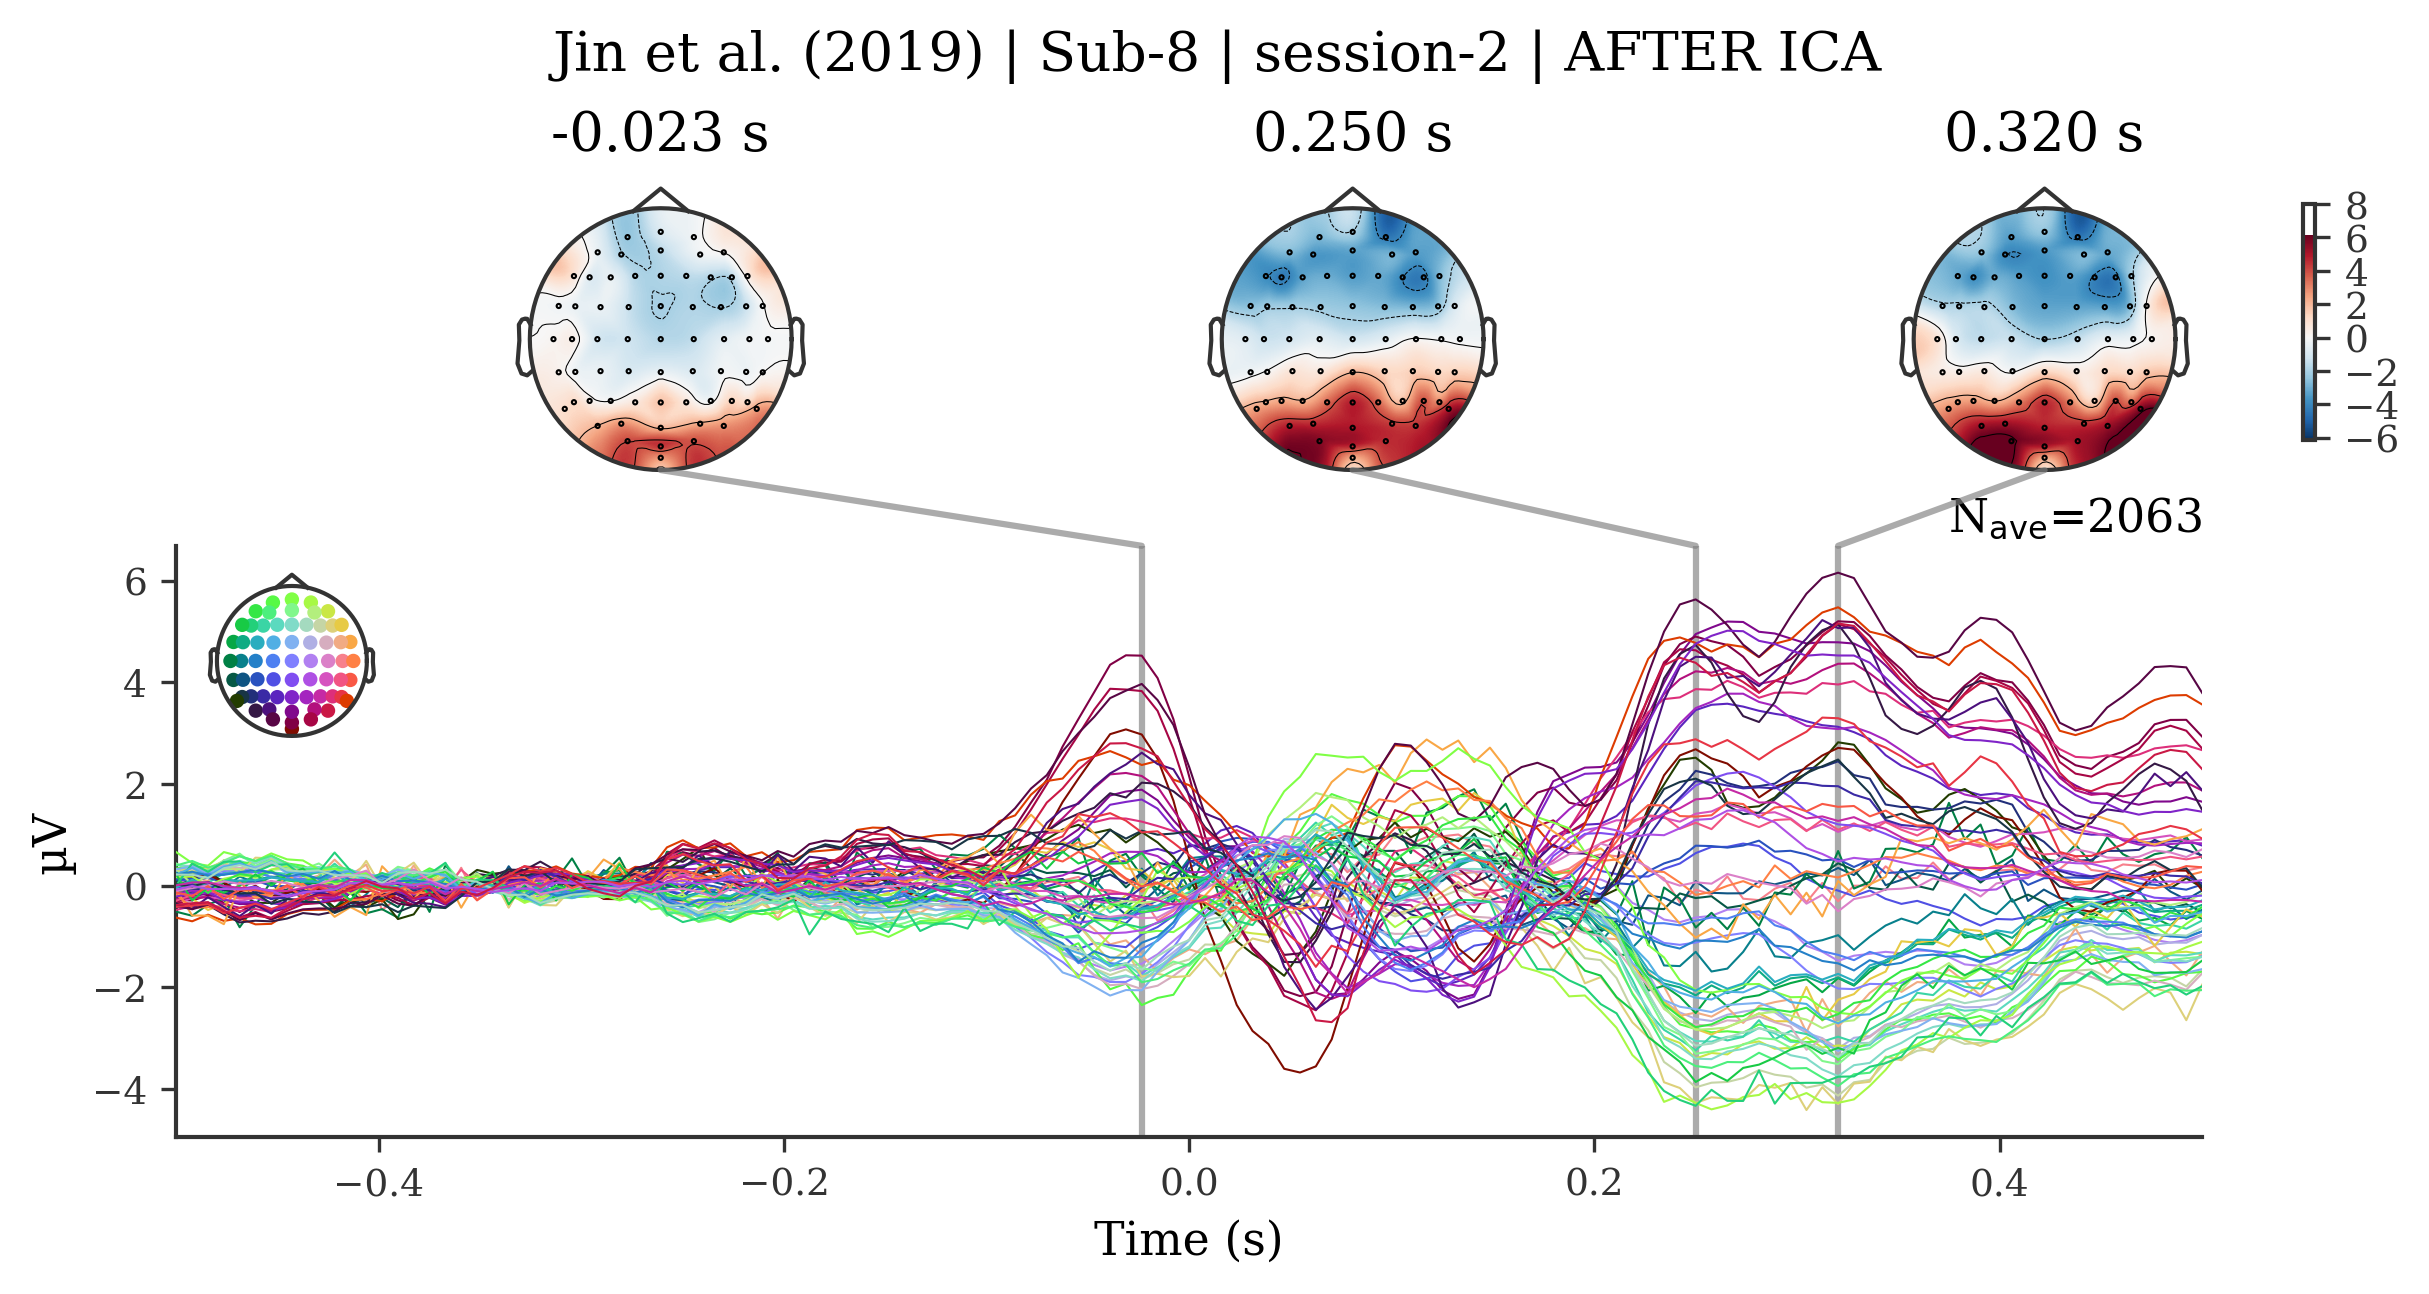 Jin et al. (2019) | Sub-8 | session-2 | AFTER ICA
-0.023 s
0.250 s
0.320 s
8
6
4
2
0
−2
−4
−6
Nave=2063
6
4
2
0
−2
−4
µV
−0.4
−0.2
0.0
0.2
0.4
Time (s)